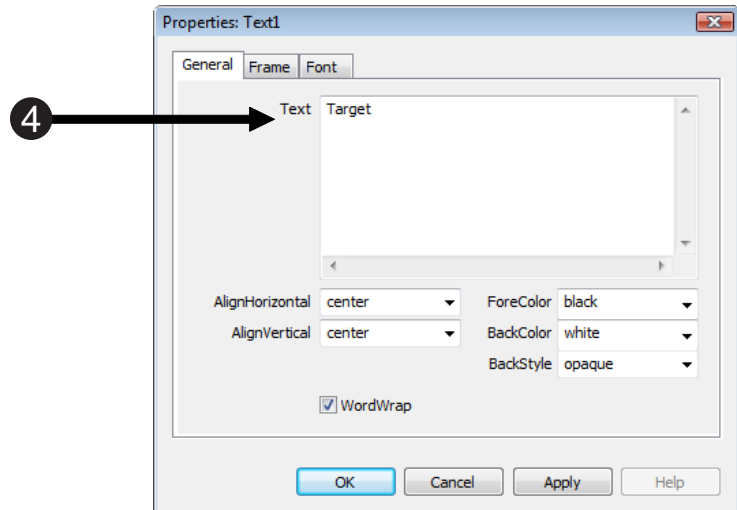 Properties: Text1
General Frame Font
4
Text Target
AlignHorizontal center ForeColor black
AlignVertical center BackColor white
BackStyle opaque
WordWrap
OK Cancel Apply Help